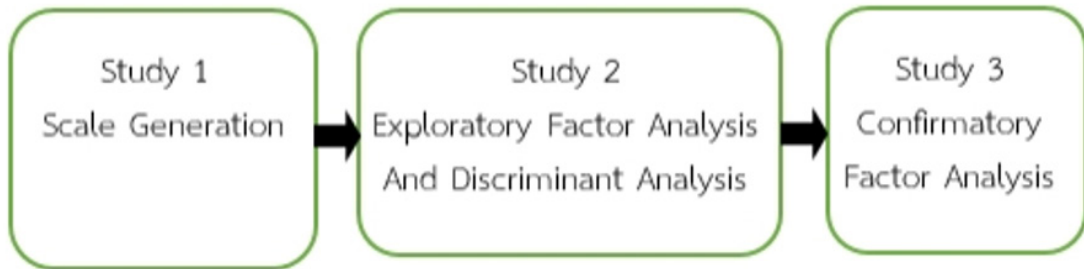 Study 1
Scale Generation
Study 2
Exploratory Factor Analysis
And Discriminant Analysis
Study 3
Confirmatory
Factor Analysis